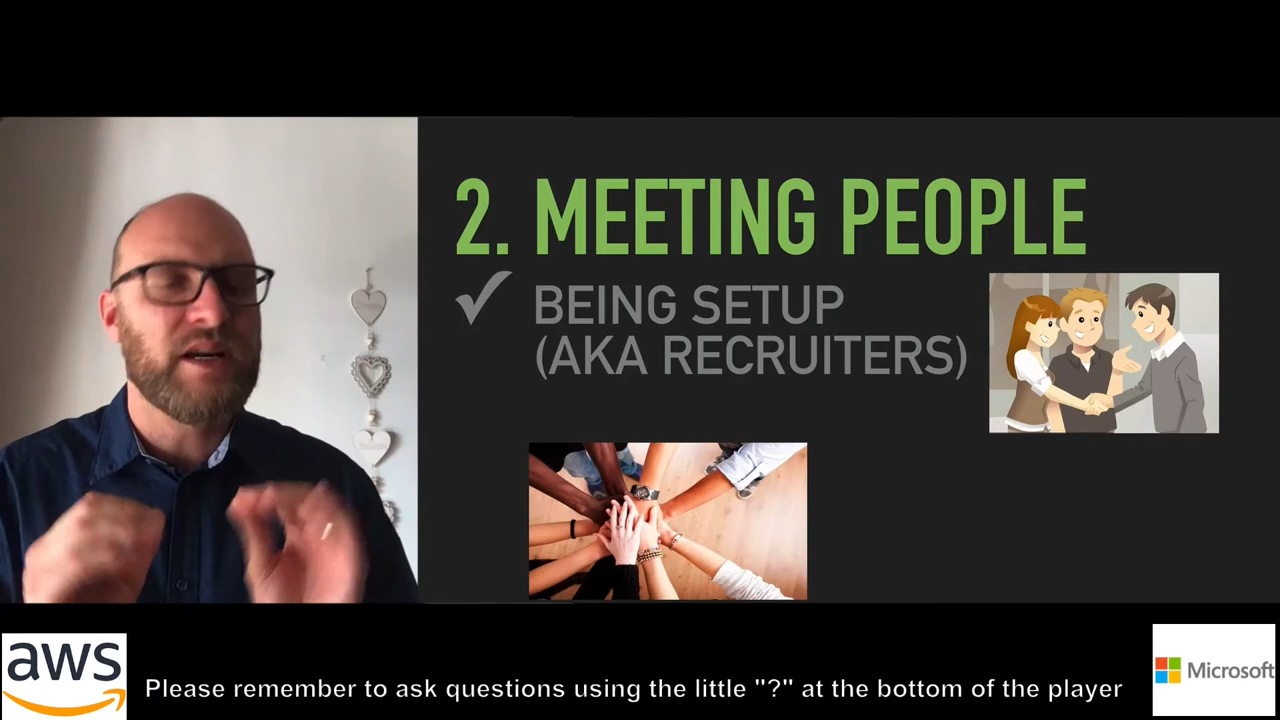 2. MEETING PEOPLE
BEING SETUP
(AKA RECRUITERS)
aws
Please remember to ask questions using the little "?" at the bottom of the player
Microsoft